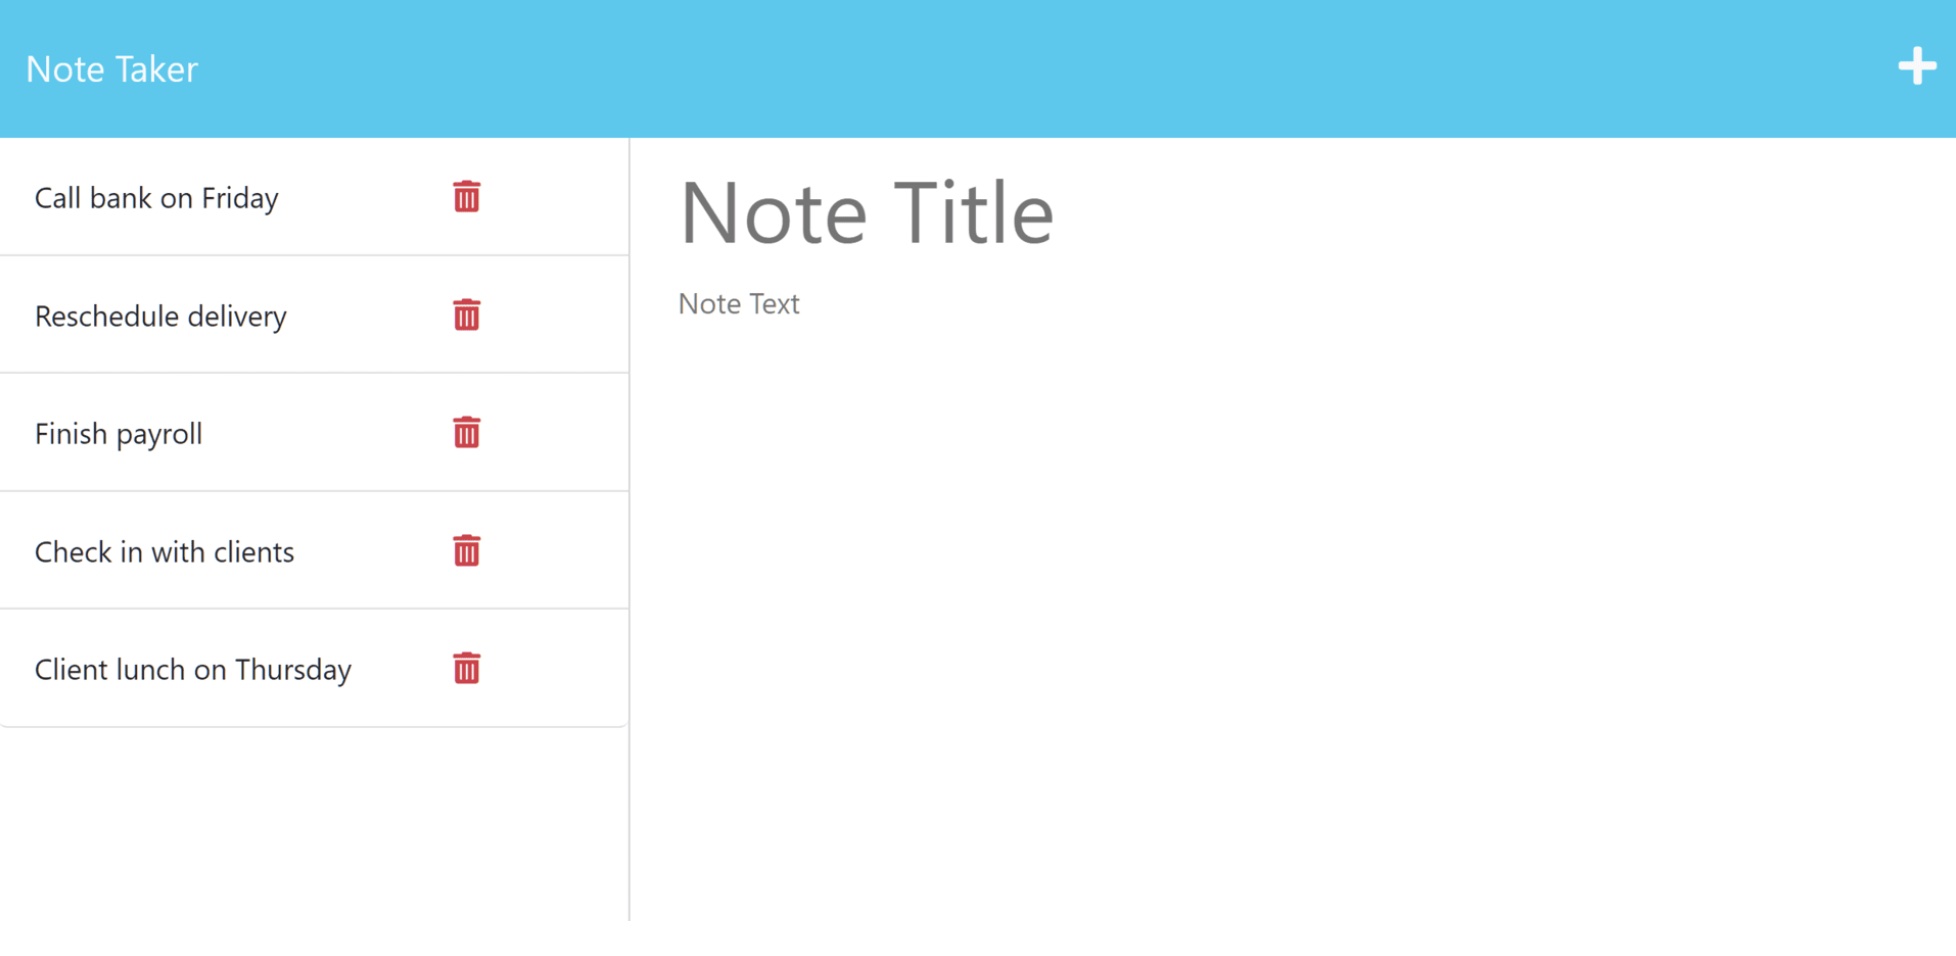 Note Taker
Call bank on Friday
Reschedule delivery
Finish payroll
Check in with clients
Client lunch on Thursday
Note Title
Note Text